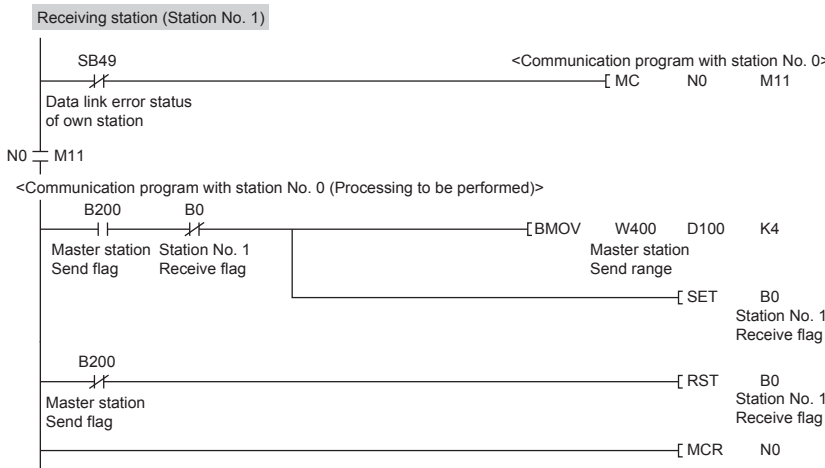 Receiving station (Station No. 1)
SB49
<Communication program with station No. 0>
MC N0 M11
Data link error status
of own station
N0 M11
<Communication program with station No. 0 (Processing to be performed)>
B200 B0
BMOV W400 D100 K4
Master station Station No. 1 Master station
Send flag Receive flag Send range
SET B0
Station No. 1
Receive flag
B200
RST B0
Master station Station No. 1
Send flag Receive flag
MCR N0